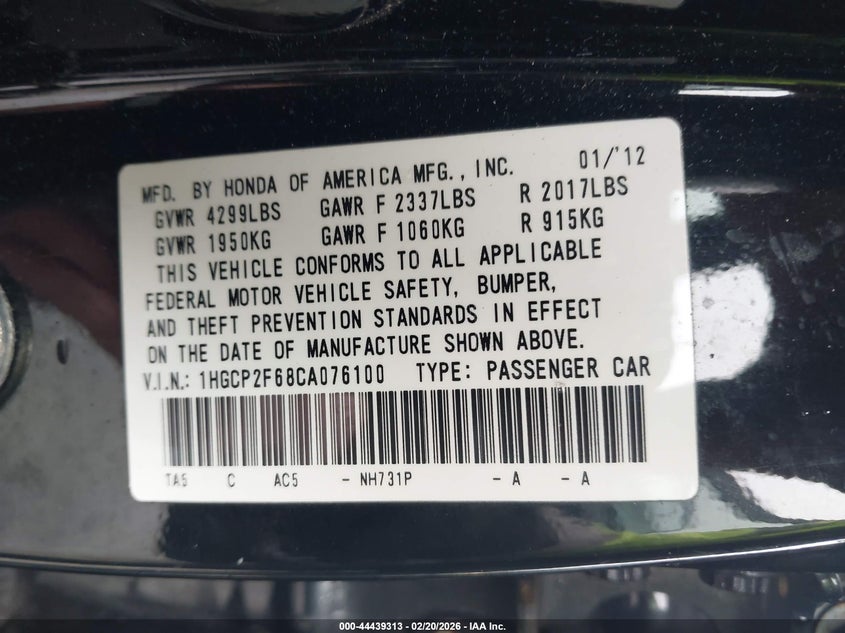 MFD. BY HONDA OF AMERICA MFG., INC. 01/'12
GVWR 4299LBS GAWR F 2337LBS R 2017LBS
GVWR 1950KG GAWR F 1060KG R 915KG
THIS VEHICLE CONFORMS TO ALL APPLICABLE
FEDERAL MOTOR VEHICLE SAFETY, BUMPER,
AND THEFT PREVENTION STANDARDS IN EFFECT
ON THE DATE OF MANUFACTURE SHOWN ABOVE.
V.I.N.: 1HGCP2F68CA076100 TYPE: PASSENGER CAR
TA5 C AC5 - NH731P - A - A
000-44439313 - 02/20/2026 - IAA Inc.